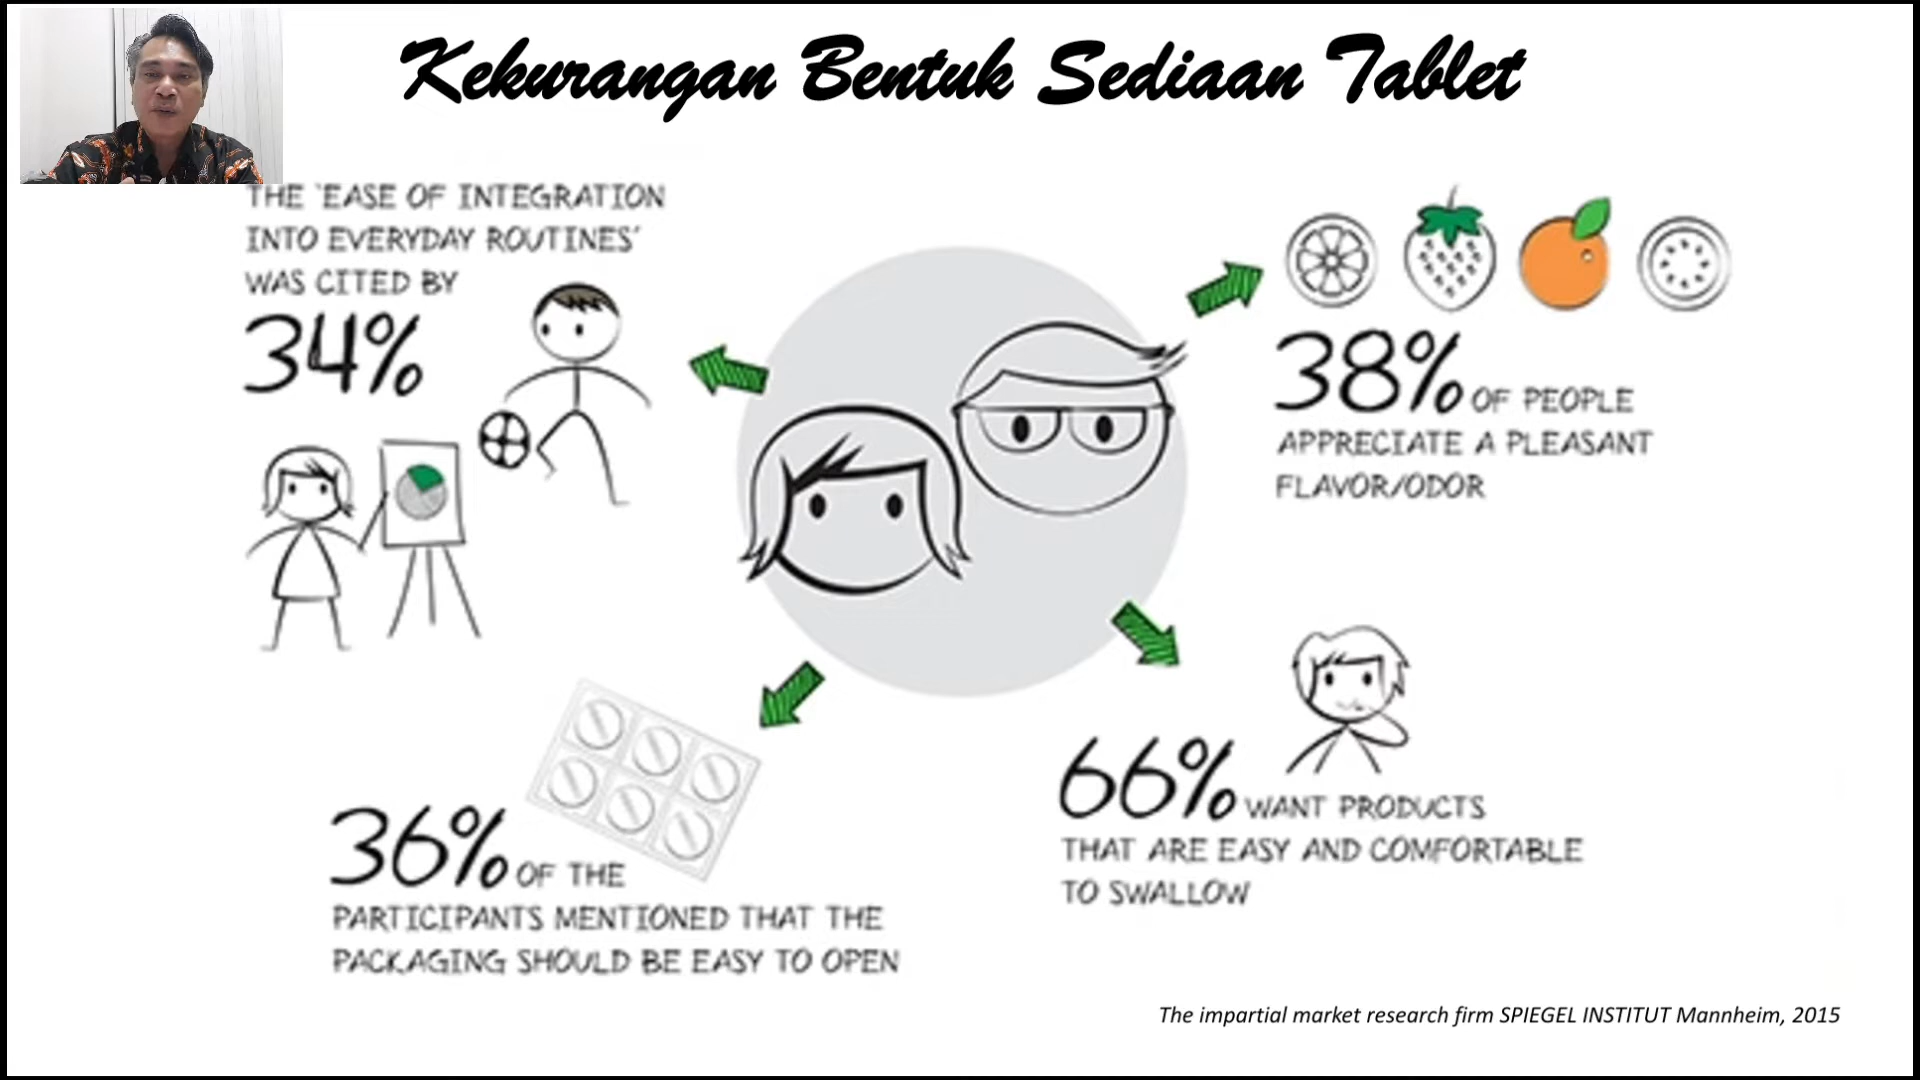 Kekurangan Bentuk Sediaan Tablet
THE 'EASE OF INTEGRATION
INTO EVERYDAY ROUTINES'
WAS CITED BY
34%
38% OF PEOPLE
APPRECIATE A PLEASANT
FLAVOR/ODOR
36% OF THE
PARTICIPANTS MENTIONED THAT THE
PACKAGING SHOULD BE EASY TO OPEN
66% WANT PRODUCTS
THAT ARE EASY AND COMFORTABLE
TO SWALLOW
The impartial market research firm SPIEGEL INSTITUT Mannheim, 2015